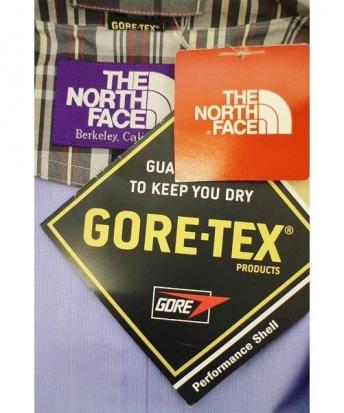 GORE-TEX
THE
NORTH
FACE
Berkeley, Cal
THE
NORTH
FACE
GUA
TO KEEP YOU DRY
GORE-TEX®
PRODUCTS
GORE
Performance Shell